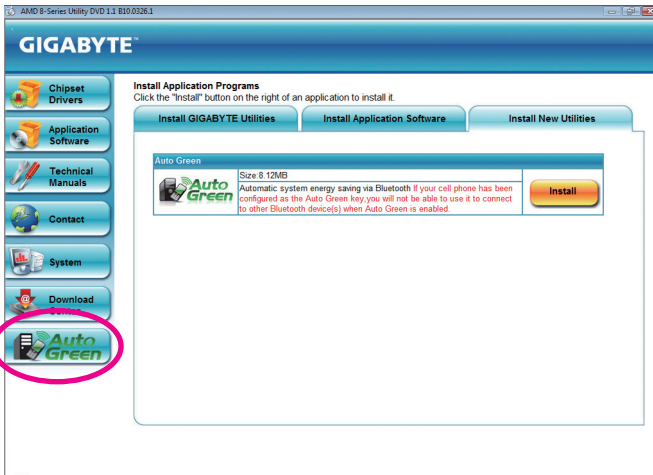 AMD 8-Series Utility DVD 1.1 B10.0326.1
GIGABYTE™
Chipset
Drivers
Application
Software
Technical
Manuals
Contact
System
Download
Center
Auto
Green
Install Application Programs
Click the "Install" button on the right of an application to install it.
Install GIGABYTE Utilities
Install Application Software
Install New Utilities
Auto Green
Auto
Green
Size:8.12MB
Automatic system energy saving via Bluetooth If your cell phone has been
configured as the Auto Green key,you will not be able to use it to connect
to other Bluetooth device(s) when Auto Green is enabled.
Install